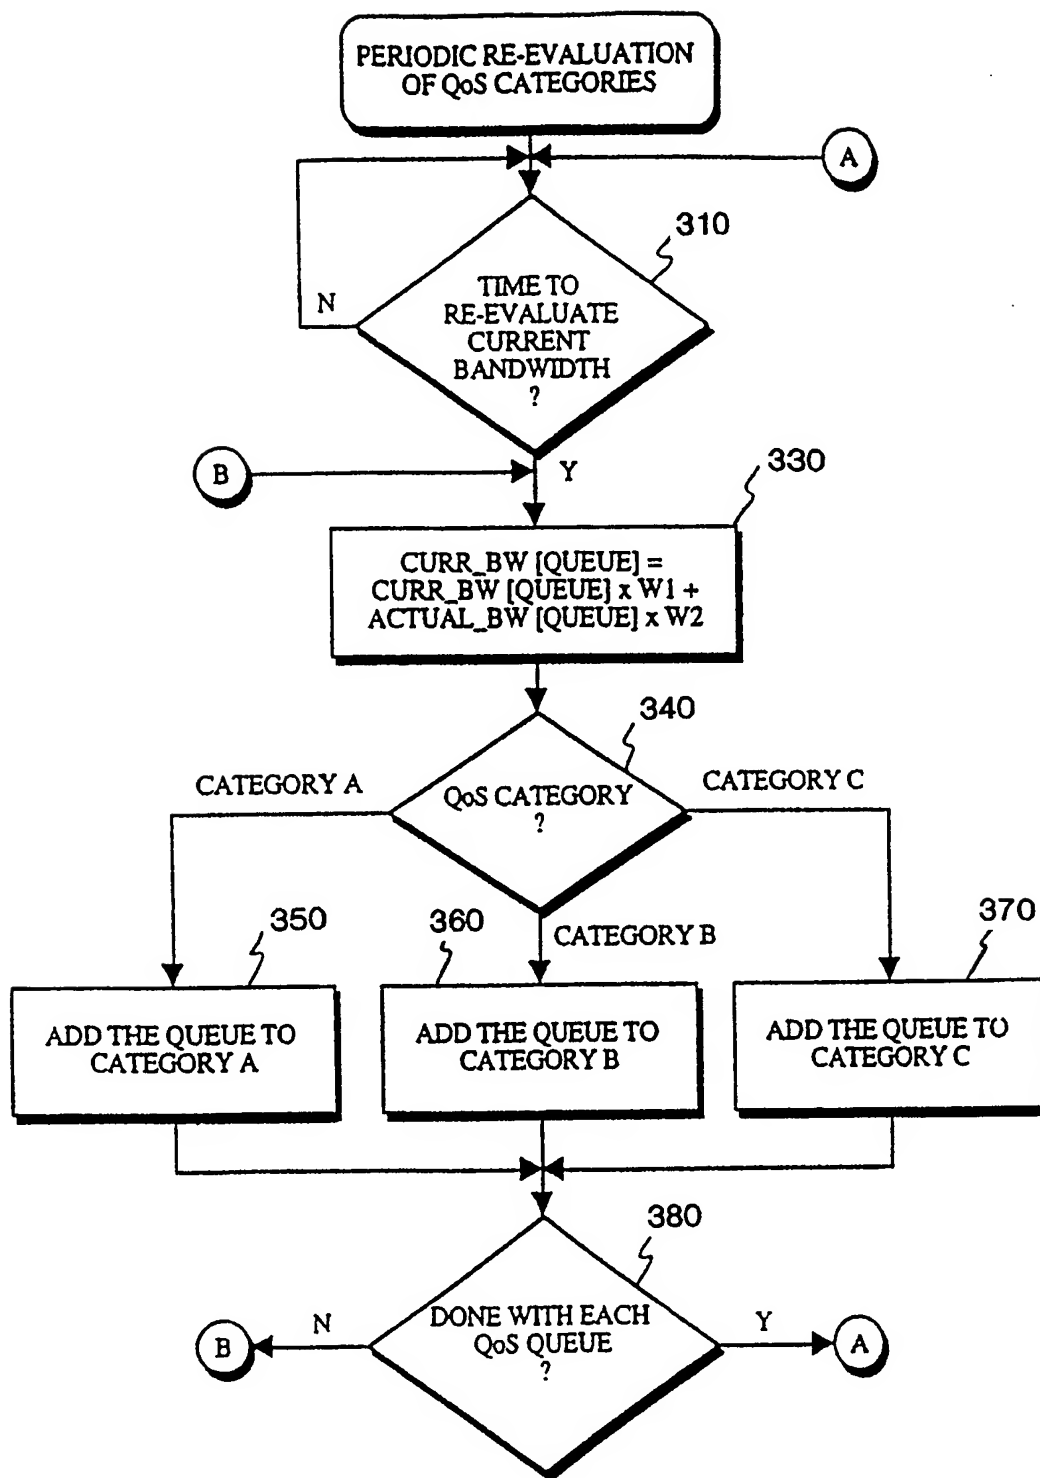 PERIODIC RE-EVALUATION
OF QoS CATEGORIES
A
310
TIME TO
RE-EVALUATE
CURRENT
BANDWIDTH
?
N
B
Y
330
CURR_BW [QUEUE] =
CURR_BW [QUEUE] x W1 +
ACTUAL_BW [QUEUE] x W2
340
CATEGORY A
QoS CATEGORY
?
CATEGORY C
350
360
CATEGORY B
370
ADD THE QUEUE TO
CATEGORY A
ADD THE QUEUE TO
CATEGORY B
ADD THE QUEUE TO
CATEGORY C
380
B
N
DONE WITH EACH
QoS QUEUE
?
Y
A